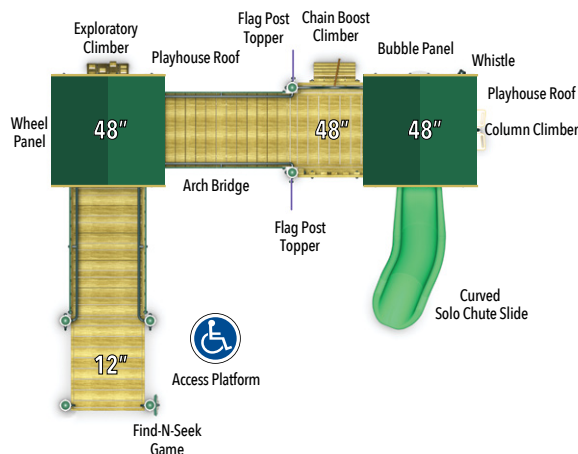 Exploratory
Climber
Playhouse Roof
Flag Post
Topper
Chain Boost
Climber
Bubble Panel
Whistle
Playhouse Roof
Wheel
Panel
48"
48"
48"
Column Climber
Arch Bridge
Flag Post
Topper
Curved
Solo Chute Slide
12"
Access Platform
Find-N-Seek
Game